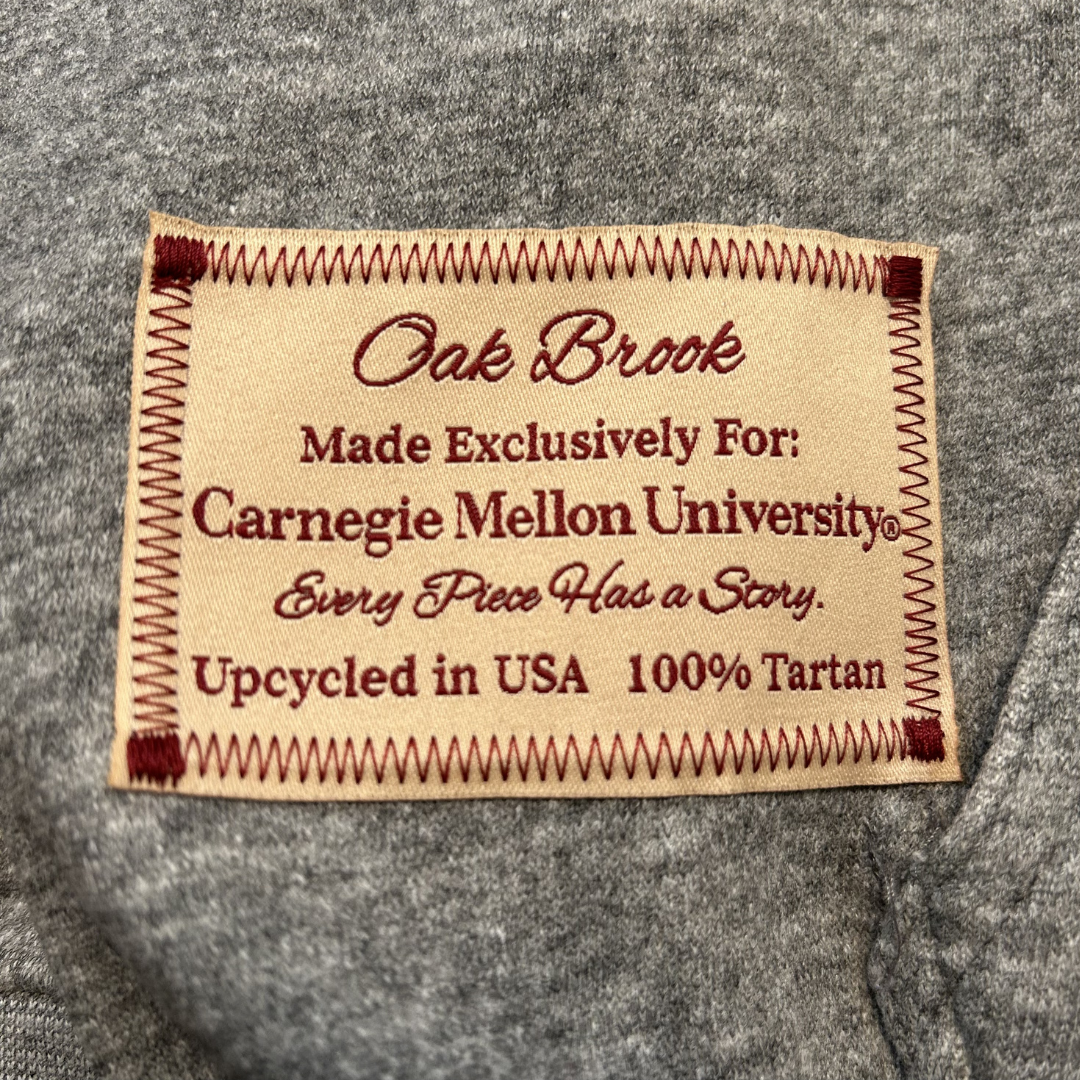 Oak Brook
Made Exclusively For:
Carnegie Mellon University®
Every Piece Has a Story.
Upcycled in USA 100% Tartan